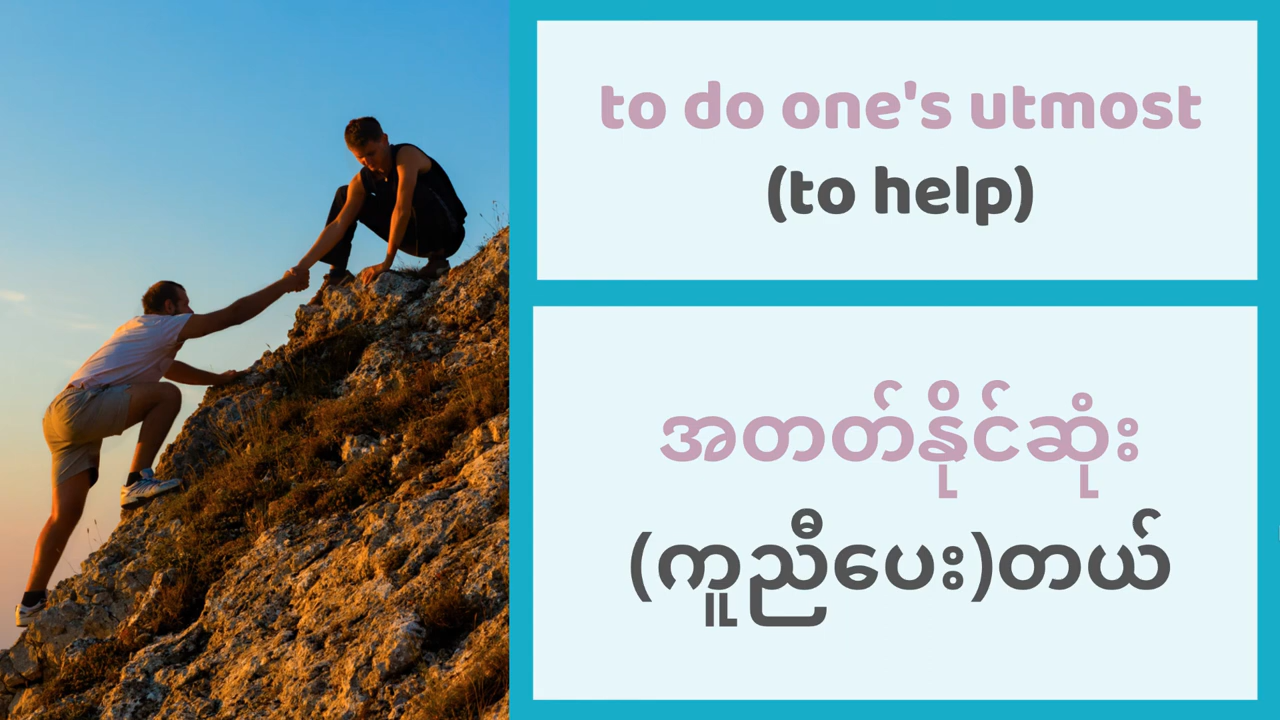 to do one's utmost
(to help)
အတတ်နိုင်ဆုံး
(ကူညီပေး)တယ်